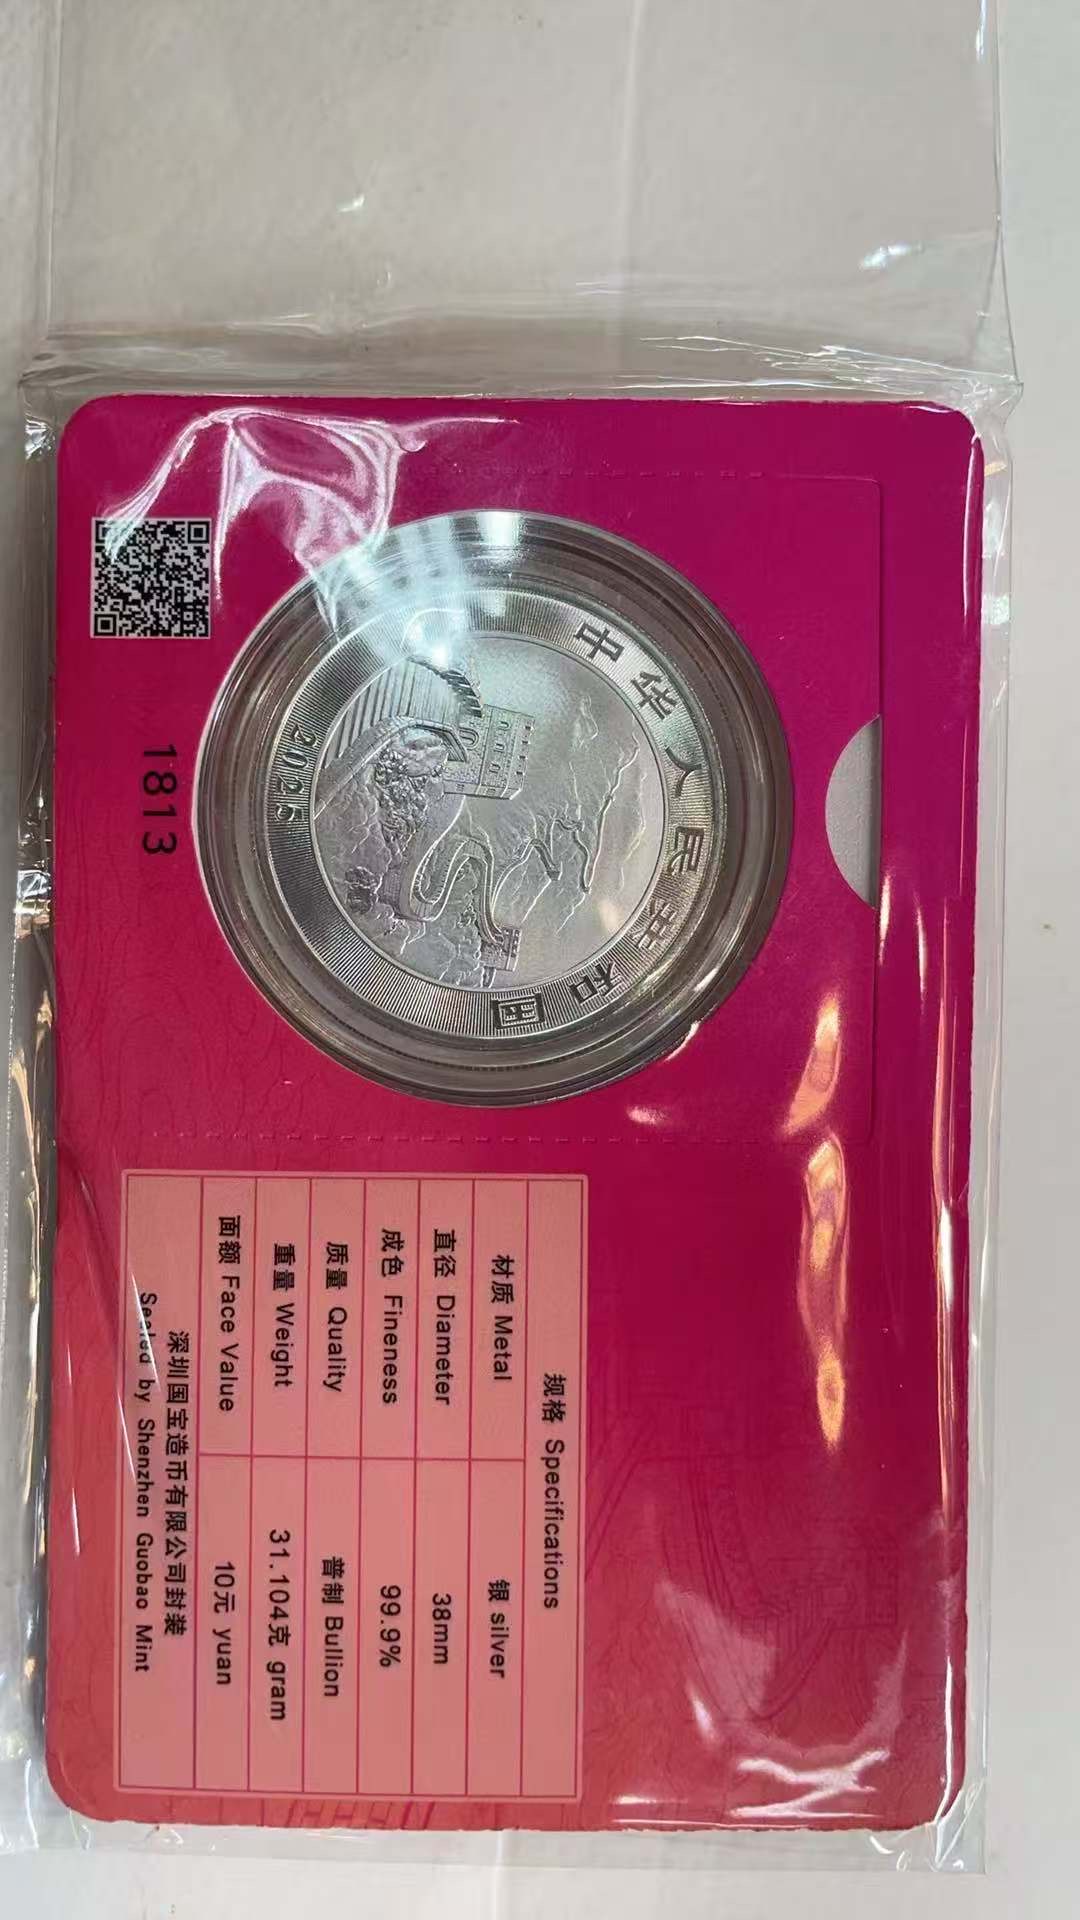 中华人民共和国
2025
1813
规格 Specifications
材质 Metal 银 silver
直径 Diameter 38mm
成色 Fineness 99.9%
质量 Quality 普制 Bullion
重量 Weight 31.104克 gram
面额 Face Value 10元 yuan
深圳国宝造币有限公司封装
Sealed by Shenzhen Guobao Mint